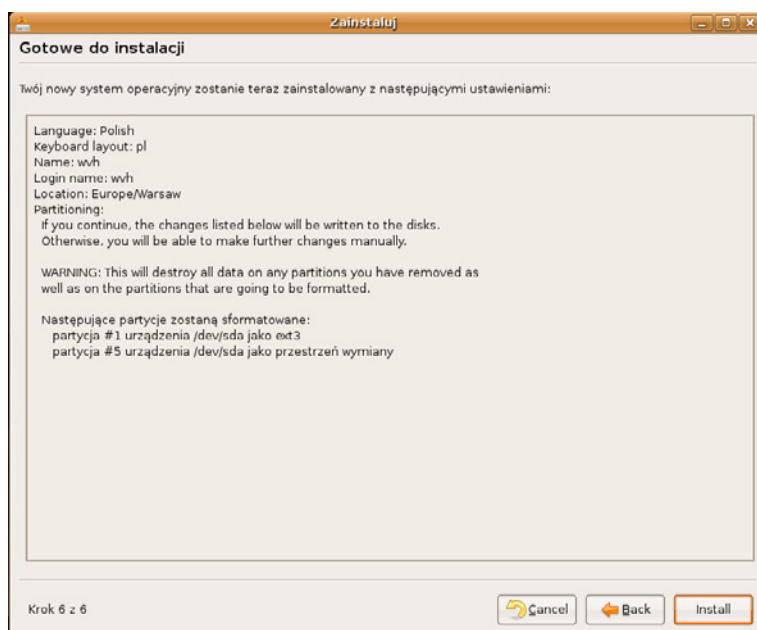 Zainstaluj
Gotowe do instalacji
Twój nowy system operacyjny zostanie teraz zainstalowany z następującymi ustawieniami:
Language: Polish
Keyboard layout: pl
Name: wvh
Login name: wvh
Location: Europe/Warsaw
Partitioning:
If you continue, the changes listed below will be written to the disks.
Otherwise, you will be able to make further changes manually.
WARNING: This will destroy all data on any partitions you have removed as
well as on the partitions that are going to be formatted.
Następujące partycje zostaną sformatowane:
partycja #1 urządzenia /dev/sda jako ext3
partycja #5 urządzenia /dev/sda jako przestrzeń wymiany
Krok 6 z 6
Cancel
Back
Install